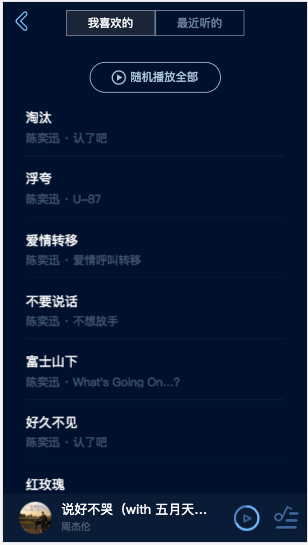 我喜欢的 最近听的
随机播放全部
淘汰
陈奕迅 · 认了吧
浮夸
陈奕迅 · U-87
爱情转移
陈奕迅 · 爱情呼叫转移
不要说话
陈奕迅 · 不想放手
富士山下
陈奕迅 · What's Going On...?
好久不见
陈奕迅 · 认了吧
红玫瑰
说好不哭（with 五月天...
周杰伦